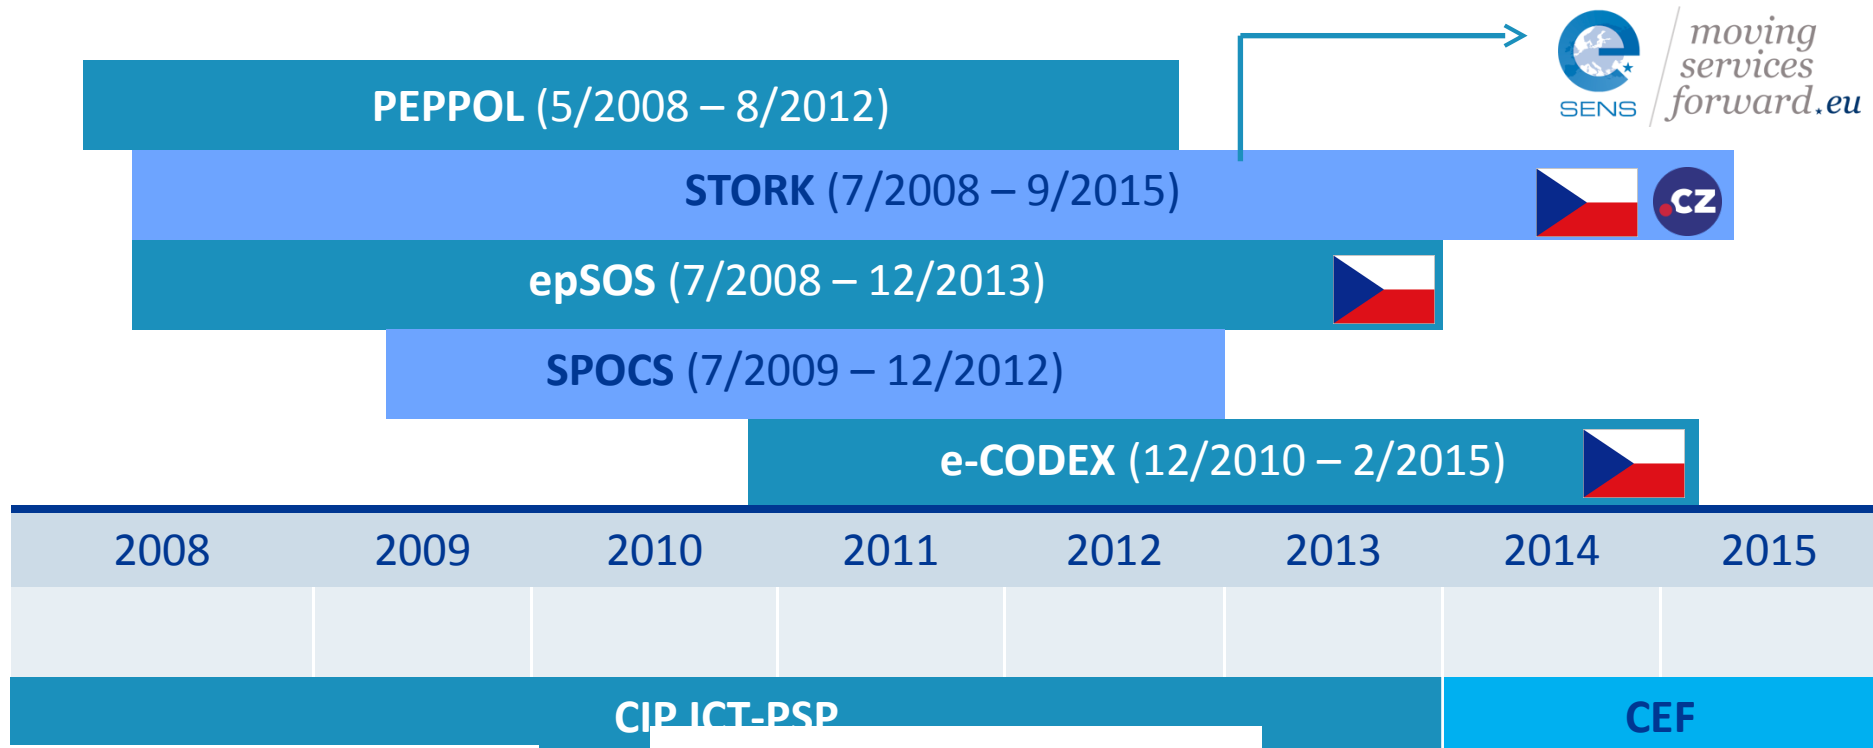 e
SENS
moving
services
forward.eu
PEPPOL (5/2008 – 8/2012)
STORK (7/2008 – 9/2015)
.cz
epSOS (7/2008 – 12/2013)
SPOCS (7/2009 – 12/2012)
e-CODEX (12/2010 – 2/2015)
2008 2009 2010 2011 2012 2013 2014 2015
CIP ICT-PSP CEF